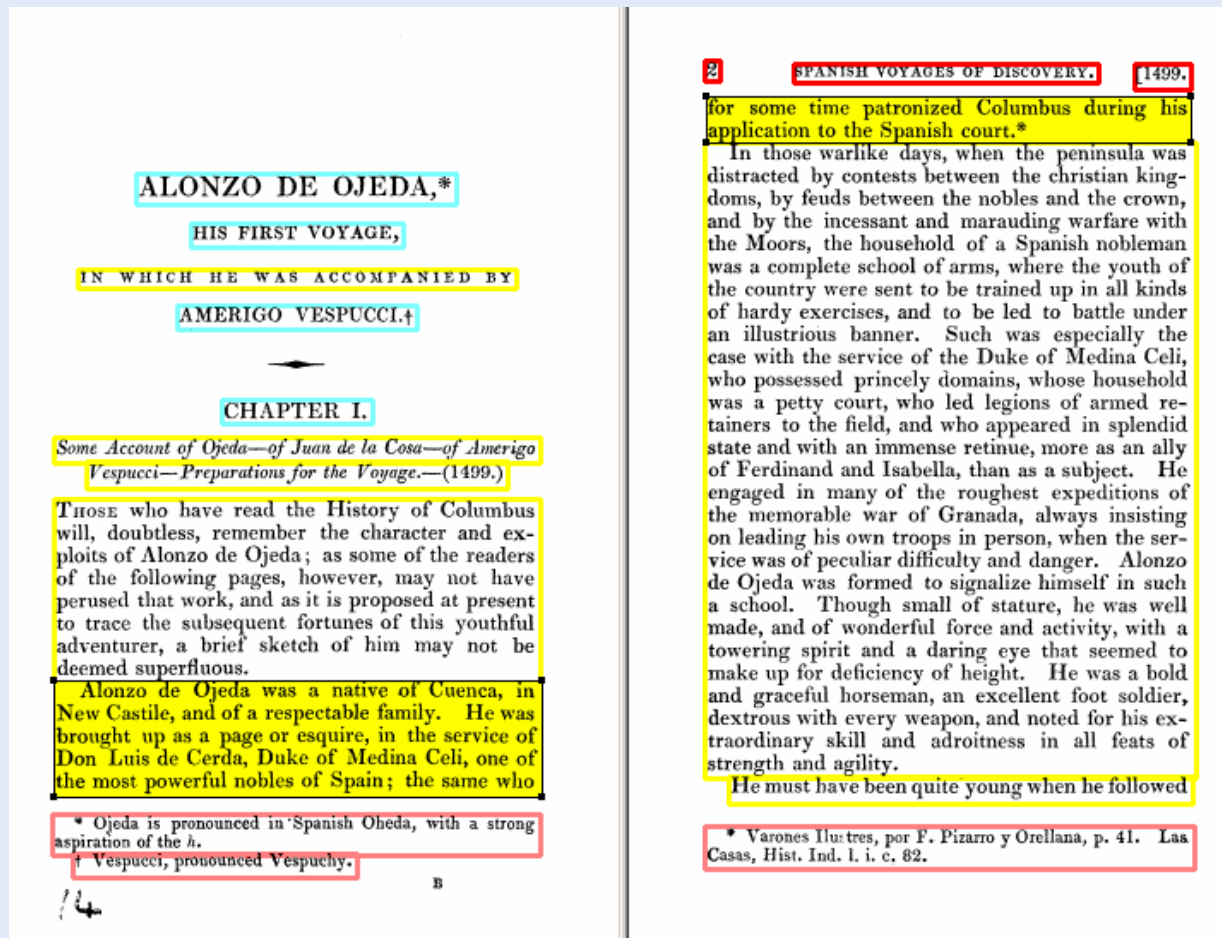 ALONZO DE OJEDA,*
HIS FIRST VOYAGE,
IN WHICH HE WAS ACCOMPANIED BY
AMERIGO VESPUCCI.†
CHAPTER I.
Some Account of Ojeda—of Juan de la Cosa—of Amerigo
Vespucci—Preparations for the Voyage.—(1499.)
THOSE who have read the History of Columbus
will, doubtless, remember the character and ex-
ploits of Alonzo de Ojeda; as some of the readers
of the following pages, however, may not have
perused that work, and as it is proposed at present
to trace the subsequent fortunes of this youthful
adventurer, a brief sketch of him may not be
deemed superfluous.
Alonzo de Ojeda was a native of Cuenca, in
New Castile, and of a respectable family. He was
brought up as a page or esquire, in the service of
Don Luis de Cerda, Duke of Medina Celi, one of
the most powerful nobles of Spain; the same who
* Ojeda is pronounced in Spanish Oheda, with a strong
aspiration of the h.
† Vespucci, pronounced Vespuchy.
B
14
2 SPANISH VOYAGES OF DISCOVERY. [1499.
for some time patronized Columbus during his
application to the Spanish court.*
In those warlike days, when the peninsula was
distracted by contests between the christian king-
doms, by feuds between the nobles and the crown,
and by the incessant and marauding warfare with
the Moors, the household of a Spanish nobleman
was a complete school of arms, where the youth of
the country were sent to be trained up in all kinds
of hardy exercises, and to be led to battle under
an illustrious banner. Such was especially the
case with the service of the Duke of Medina Celi,
who possessed princely domains, whose household
was a petty court, who led legions of armed re-
tainers to the field, and who appeared in splendid
state and with an immense retinue, more as an ally
of Ferdinand and Isabella, than as a subject. He
engaged in many of the roughest expeditions of
the memorable war of Granada, always insisting
on leading his own troops in person, when the ser-
vice was of peculiar difficulty and danger. Alonzo
de Ojeda was formed to signalize himself in such
a school. Though small of stature, he was well
made, and of wonderful force and activity, with a
towering spirit and a daring eye that seemed to
make up for deficiency of height. He was a bold
and graceful horseman, an excellent foot soldier,
dextrous with every weapon, and noted for his ex-
traordinary skill and adroitness in all feats of
strength and agility.
He must have been quite young when he followed
* Varones Ilustres, por F. Pizarro y Orellana, p. 41. Las
Casas, Hist. Ind. l. i. c. 82.